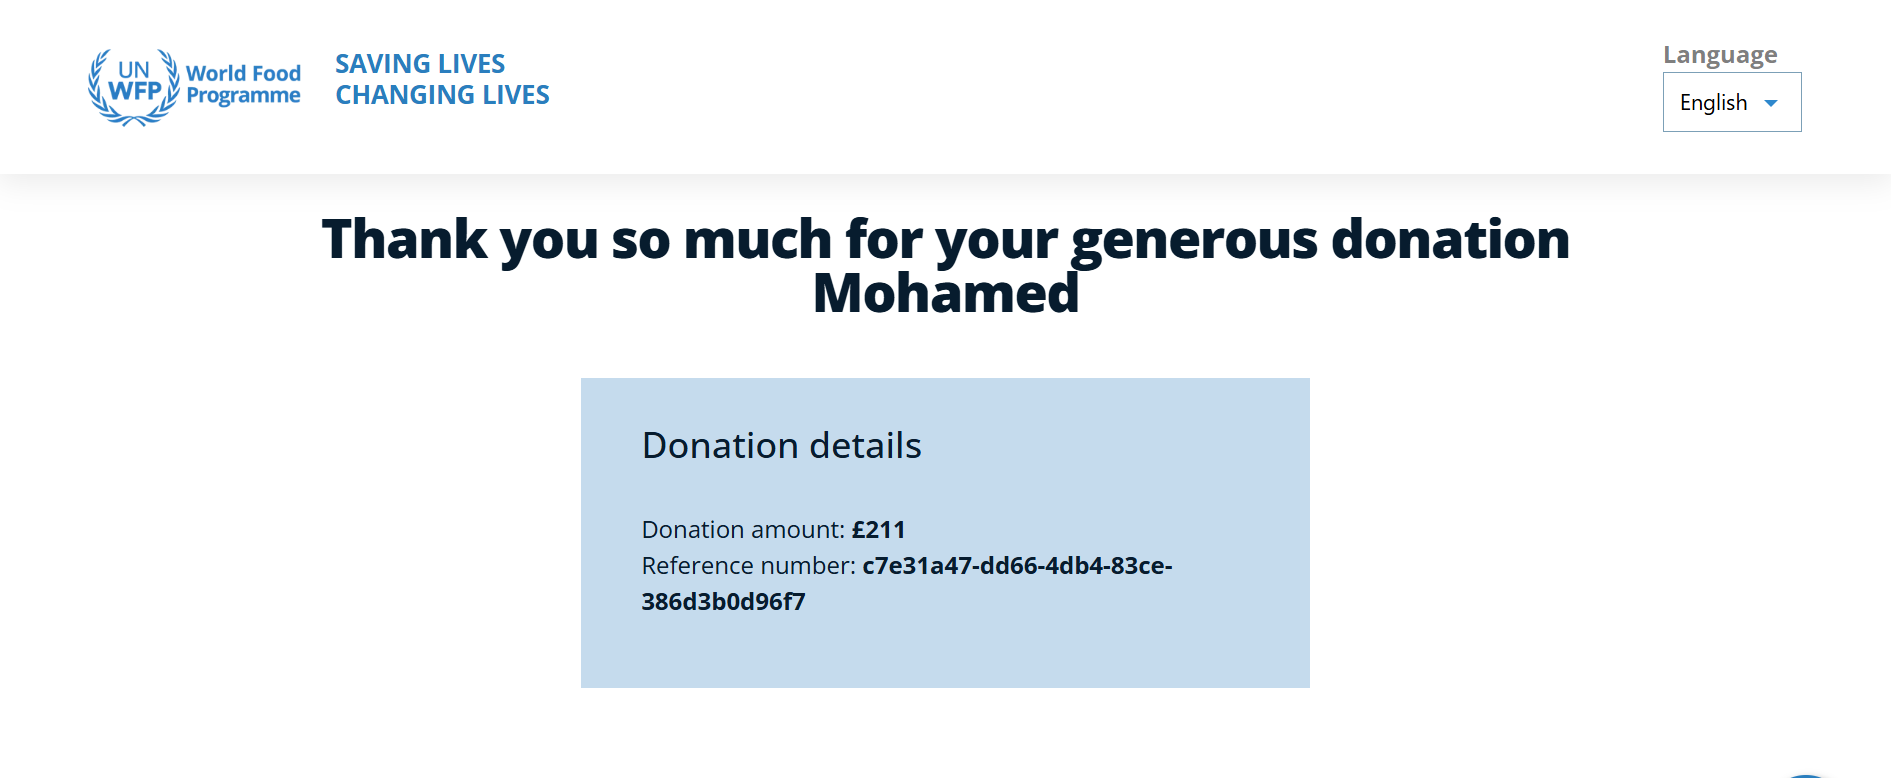 UN
WFP
World Food
Programme
SAVING LIVES
CHANGING LIVES
Language
English
Thank you so much for your generous donation
Mohamed
Donation details
Donation amount: £211
Reference number: c7e31a47-dd66-4db4-83ce-
386d3b0d96f7